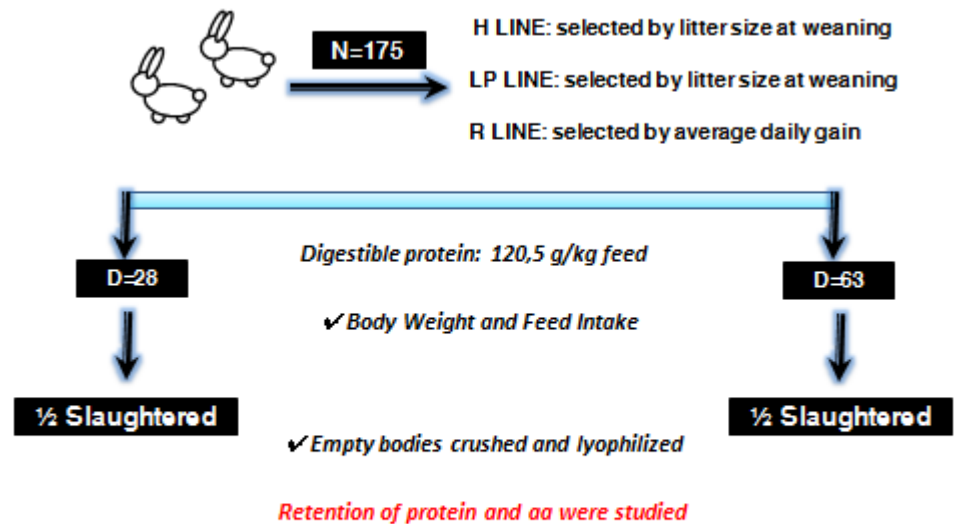 N=175
H LINE: selected by litter size at weaning
LP LINE: selected by litter size at weaning
R LINE: selected by average daily gain
Digestible protein: 120,5 g/kg feed
D=28
D=63
✔ Body Weight and Feed Intake
½ Slaughtered
½ Slaughtered
✔ Empty bodies crushed and lyophilized
Retention of protein and aa were studied